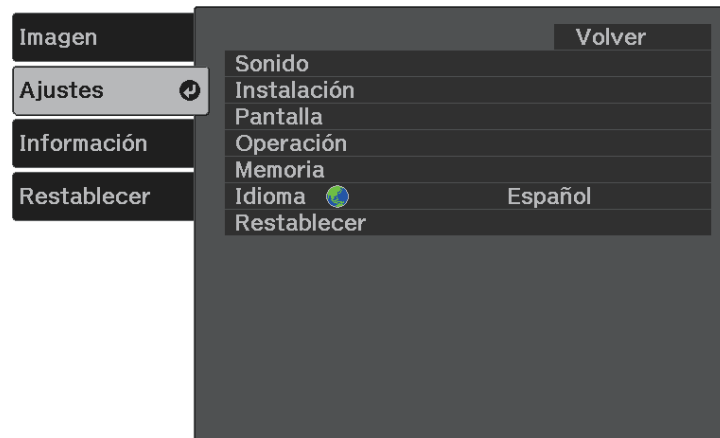 Imagen
Ajustes
Información
Restablecer
Volver
Sonido
Instalación
Pantalla
Operación
Memoria
Idioma Español
Restablecer